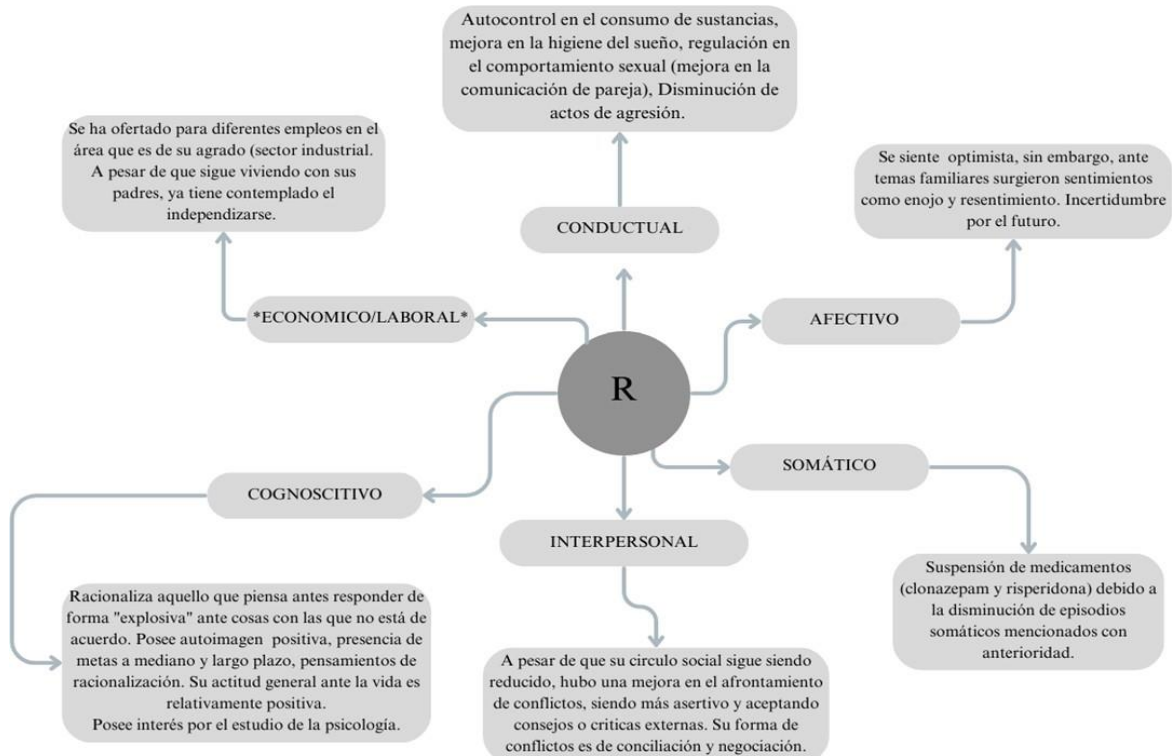 Autocontrol en el consumo de sustancias,
mejora en la higiene del sueño, regulación en
el comportamiento sexual (mejora en la
comunicación de pareja), Disminución de
actos de agresión.
Se ha ofertado para diferentes empleos en el
área que es de su agrado (sector industrial.
A pesar de que sigue viviendo con sus
padres, ya tiene contemplado el
independizarse.
Se siente optimista, sin embargo, ante
temas familiares surgieron sentimientos
como enojo y resentimiento. Incertidumbre
por el futuro.
CONDUCTUAL
*ECONOMICO/LABORAL*
AFECTIVO
R
SOMÁTICO
COGNOSCITIVO
INTERPERSONAL
Suspensión de medicamentos
(clonazepam y risperidona) debido a
la disminución de episodios
somáticos mencionados con
anterioridad.
Racionaliza aquello que piensa antes responder de
forma "explosiva" ante cosas con las que no está de
acuerdo. Posee autoimagen positiva, presencia de
metas a mediano y largo plazo, pensamientos de
racionalización. Su actitud general ante la vida es
relativamente positiva.
Posee interés por el estudio de la psicología.
A pesar de que su circulo social sigue siendo
reducido, hubo una mejora en el afrontamiento
de conflictos, siendo más asertivo y aceptando
consejos o criticas externas. Su forma de
conflictos es de conciliación y negociación.